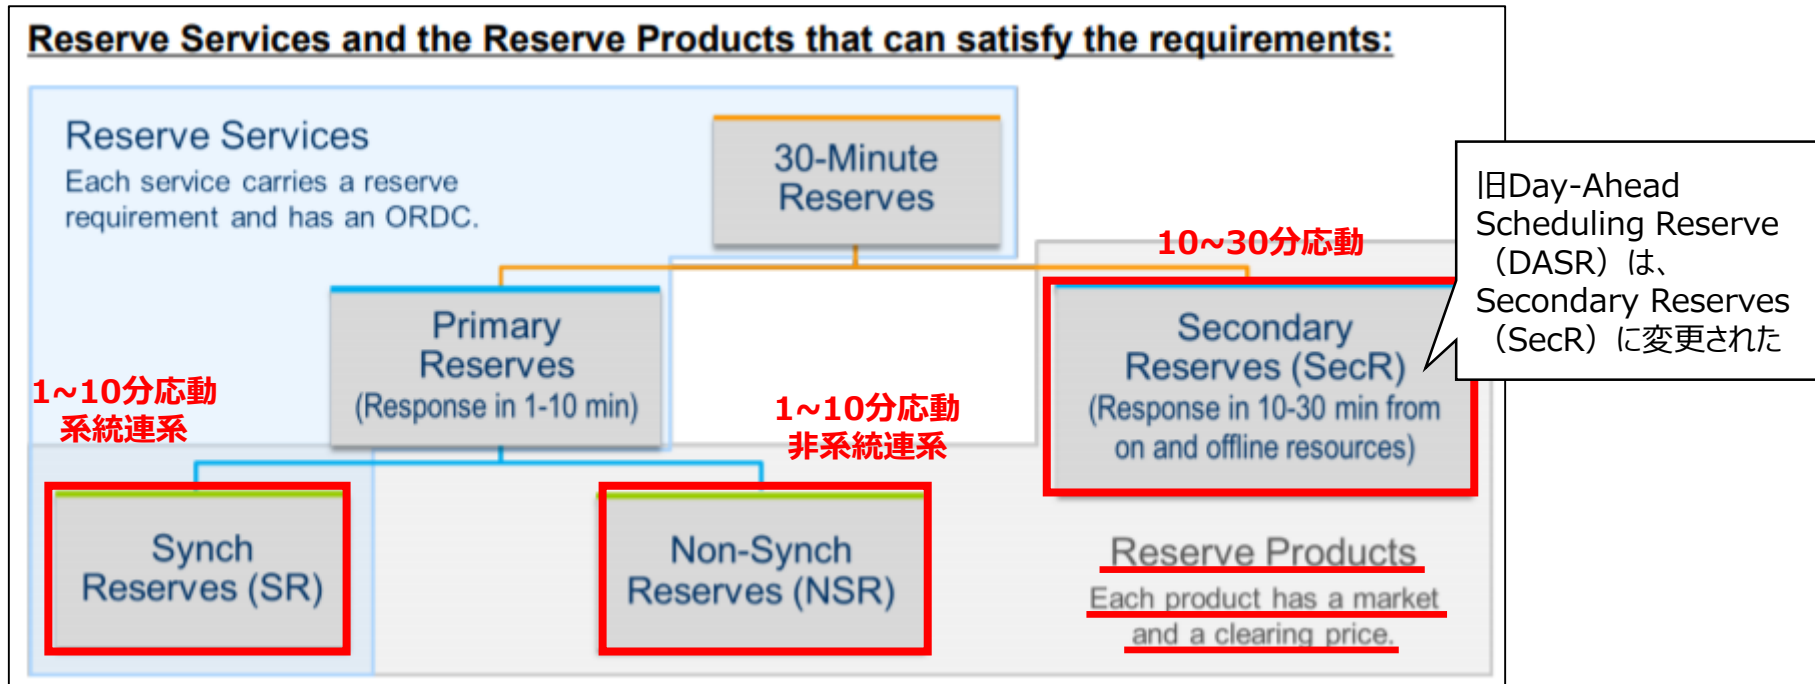 Reserve Services and the Reserve Products that can satisfy the requirements:
Reserve Services
Each service carries a reserve
requirement and has an ORDC.
30-Minute
Reserves
10~30分応動
旧Day-Ahead
Scheduling Reserve
（DASR）は、
Secondary Reserves
（SecR）に変更された
Primary
Reserves
(Response in 1-10 min)
Secondary
Reserves (SecR)
(Response in 10-30 min from
on and offline resources)
1~10分応動
系統連系
1~10分応動
非系統連系
Synch
Reserves (SR)
Non-Synch
Reserves (NSR)
Reserve Products
Each product has a market
and a clearing price.